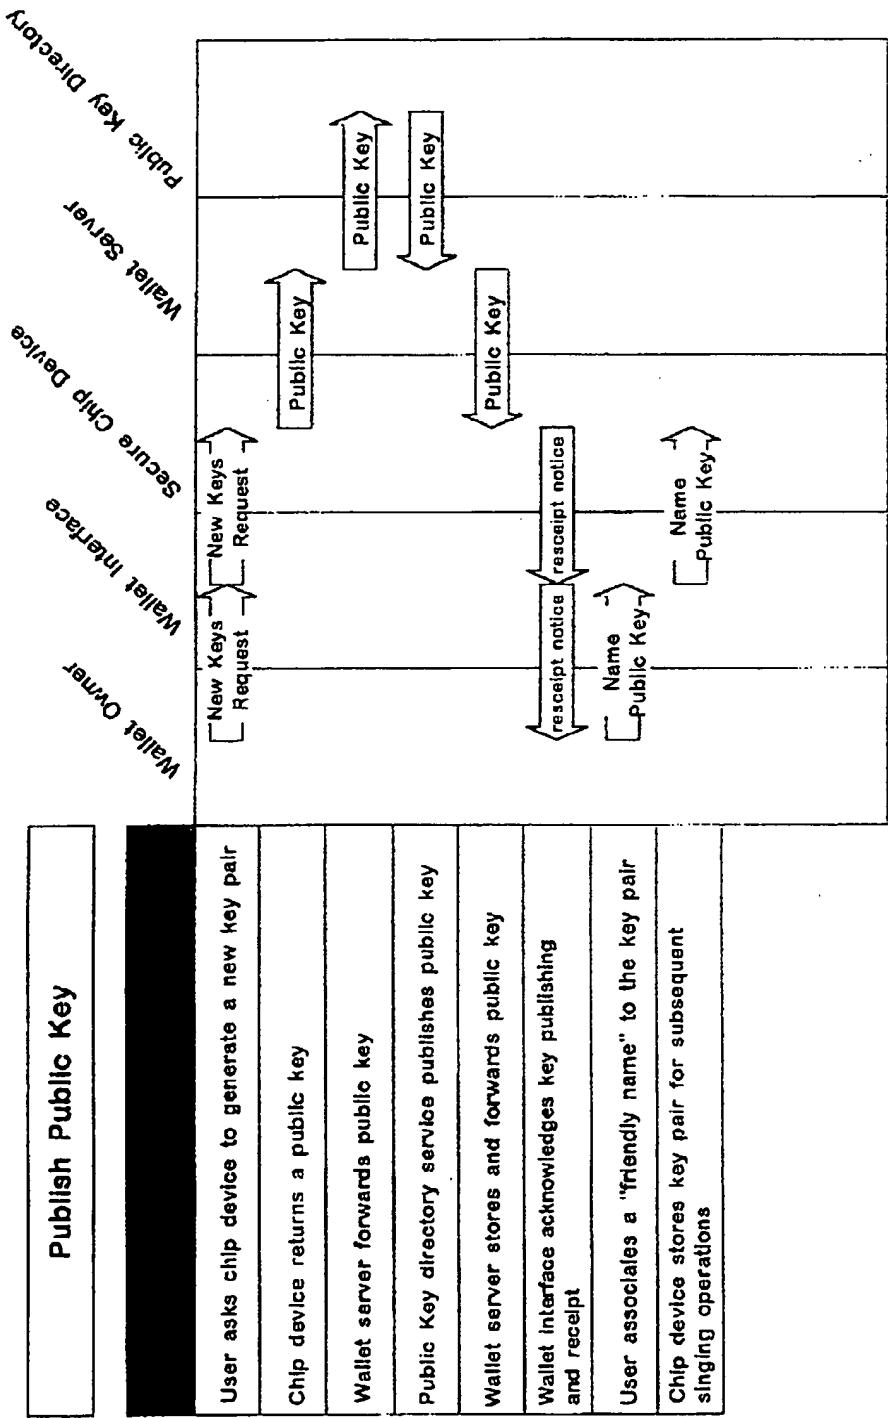 Publish Public Key
Wallet Owner
Wallet Interface
Secure Chip Device
Wallet Server
Public Key Directory
User asks chip device to generate a new key pair
New Keys
Request
New Keys
Request
Chip device returns a public key
Public Key
Wallet server forwards public key
Public Key
Public Key directory service publishes public key
Public Key
Wallet server stores and forwards public key
Public Key
Wallet interface acknowledges key publishing
and receipt
resceipt notice
resceipt notice
User associales a "friendly name" to the key pair
Name
Public Key
Chip device stores key pair for subsequent
singing operations
Name
Public Key